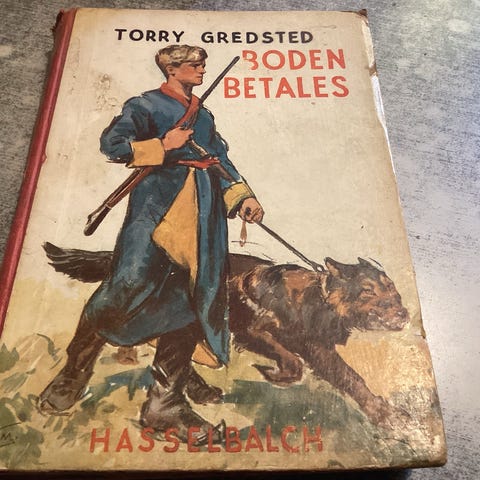 TORRY GREDSTED
BODEN
BETALES
HASSELBALCH